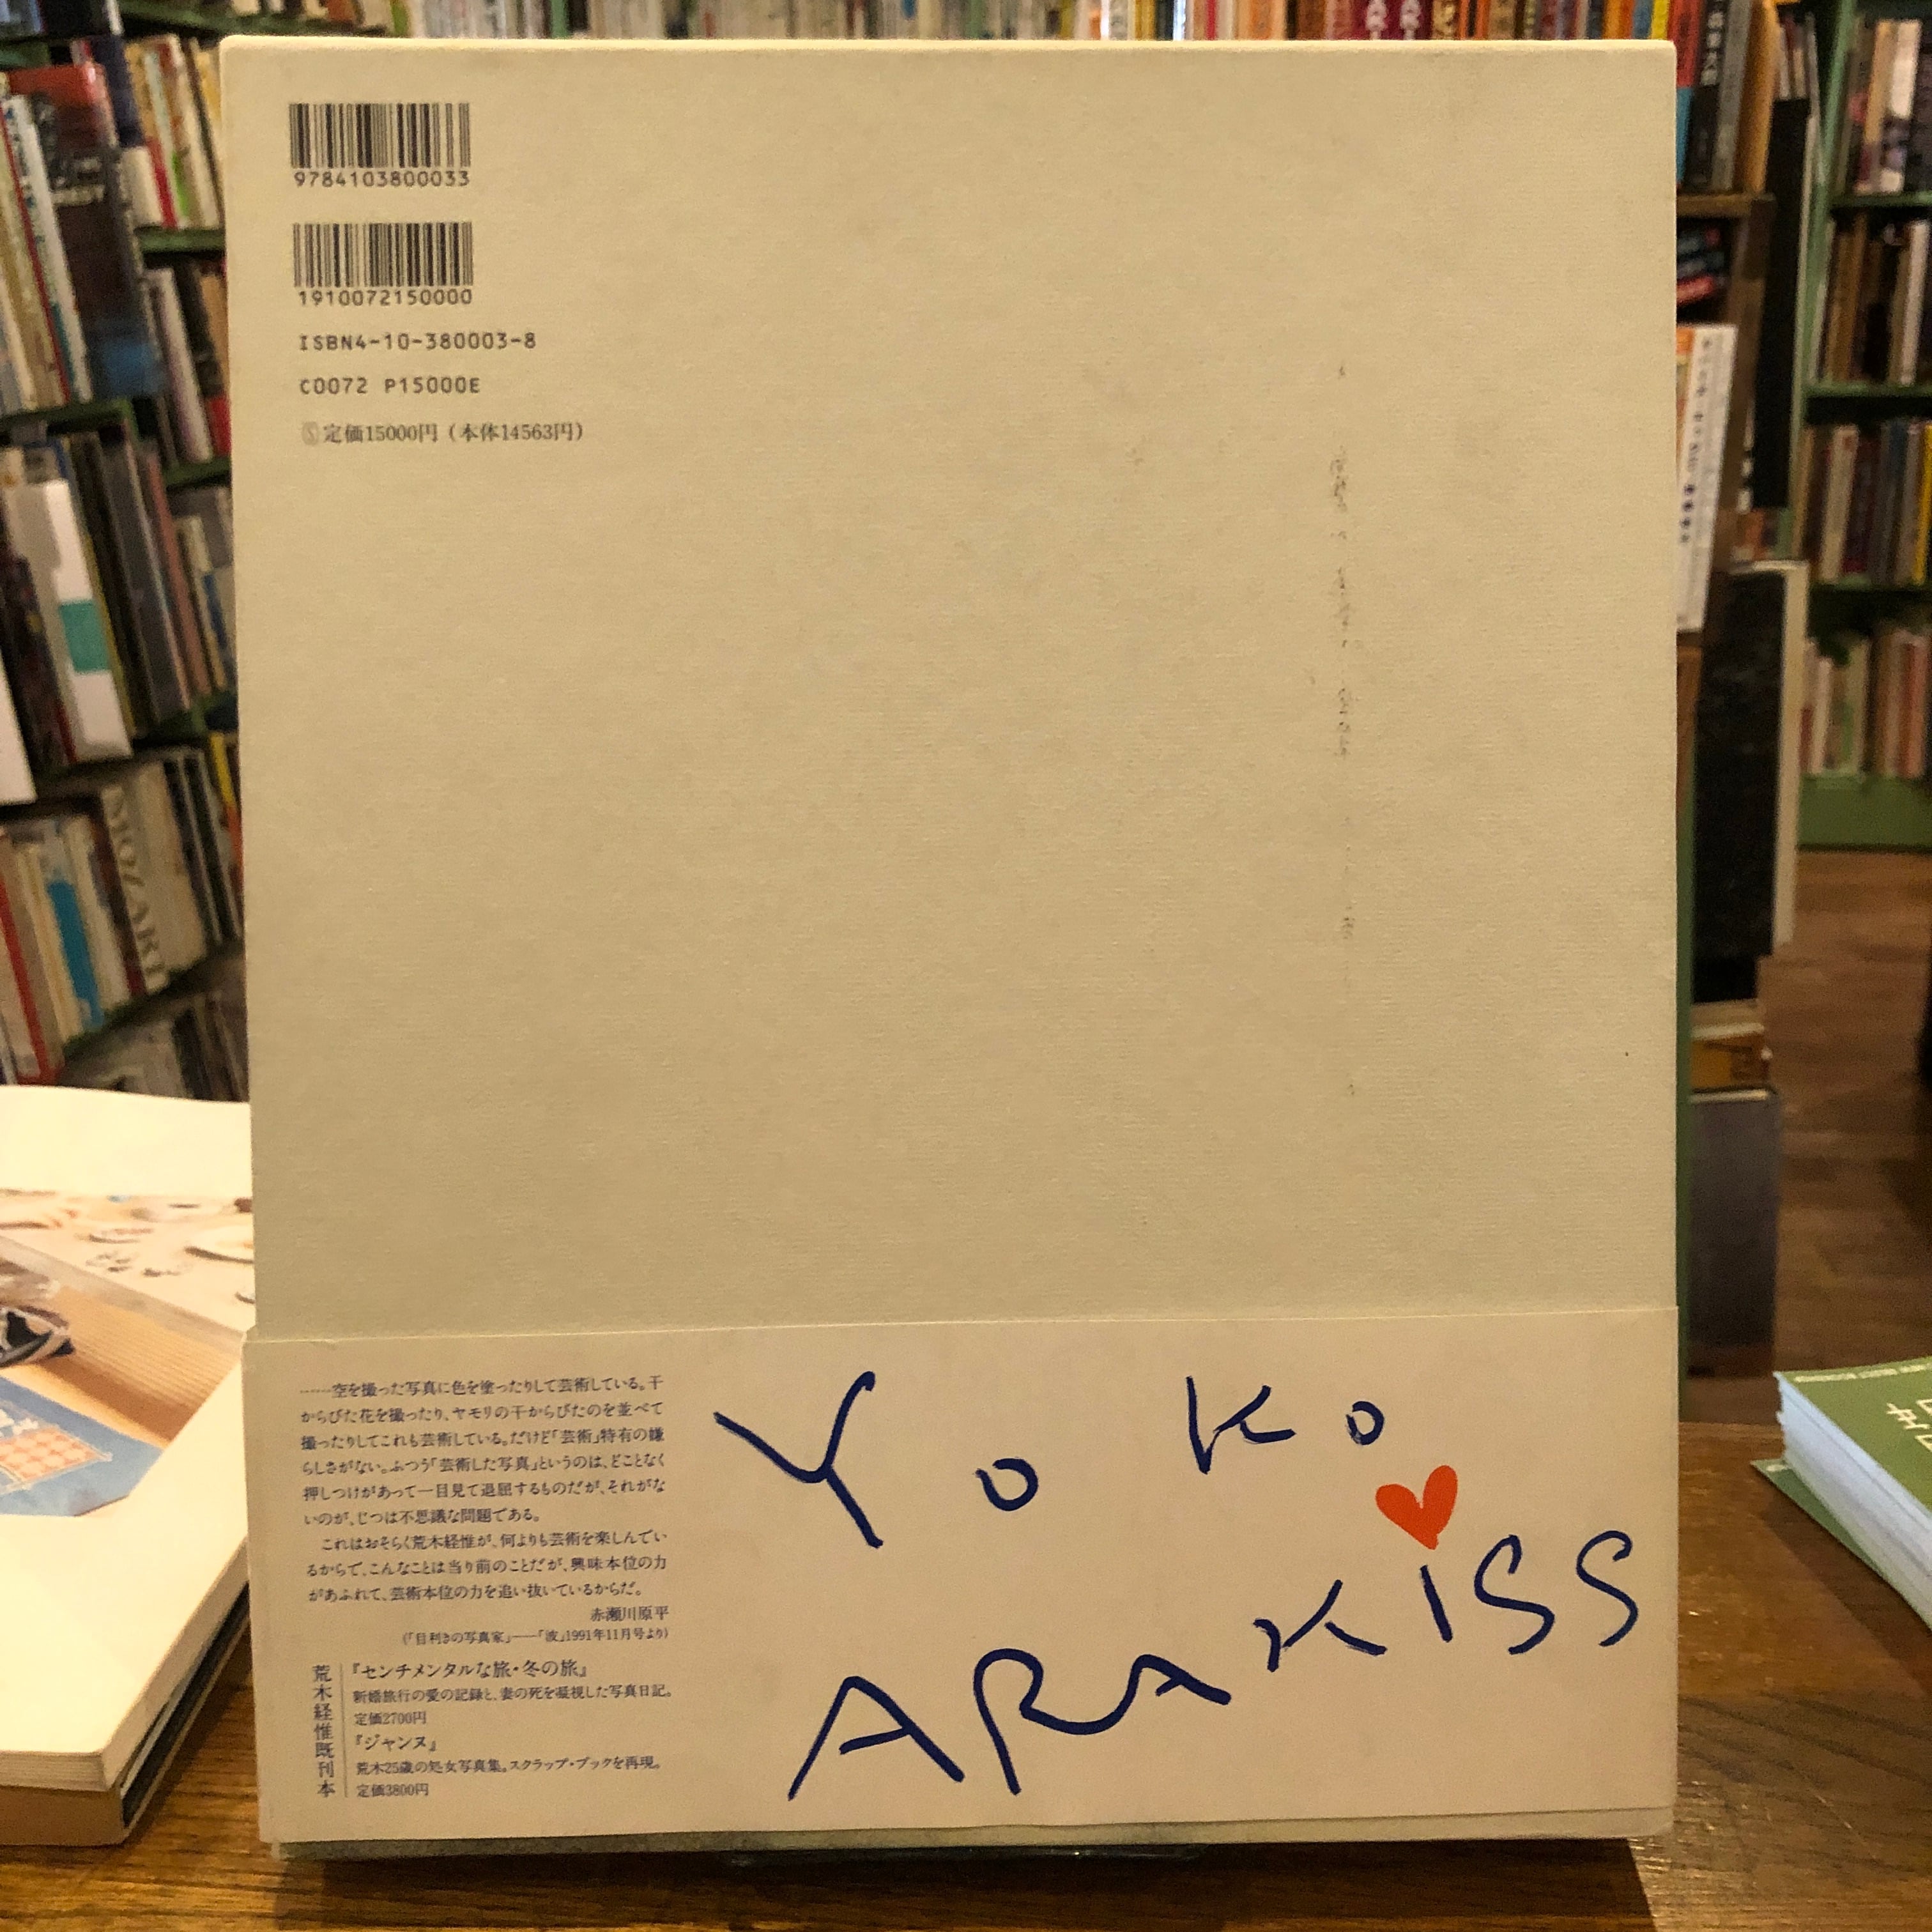 9784103800033
1910072150000
ISBN4-10-380003-8
C0072 P15000E
定価15000円（本体14563円）
……空を撮った写真に色を塗ったりして芸術している。干
からびた花を撮ったり、ヤモリの干からびたのを並べて
撮ったりしてこれも芸術している。だけど「芸術」特有の嫌
らしさがない。ふつう「芸術した写真」というのは、どことなく
押しつけがあって一目見て退屈するものだが、それがな
いのが、じつは不思議な問題である。
これはおそらく荒木経惟が、何よりも芸術を楽しんでい
るからで、こんなことは当り前のことだが、興味本位の力
があふれて、芸術本位の力を追い抜いているからだ。
赤瀬川原平
（「目利きの写真家」——「波」1991年11月号より）
荒木経惟既刊本
『センチメンタルな旅・冬の旅』
新婚旅行の愛の記録と、妻の死を凝視した写真日記。
定価2700円
『ジャンヌ』
荒木25歳の処女写真集。スクラップ・ブックを再現。
定価3800円
YoKo
ARAKISS